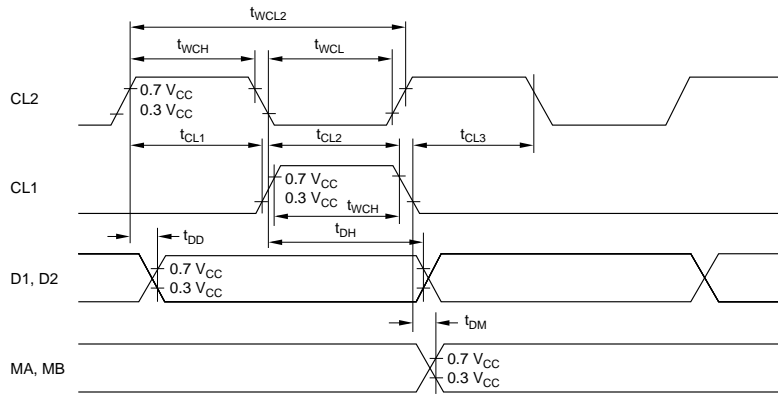 tWCL2
tWCH
tWCL
CL2
0.7 VCC
0.3 VCC
tCL1
tCL2
tCL3
CL1
0.7 VCC
0.3 VCC
tWCH
tDH
tDD
D1, D2
0.7 VCC
0.3 VCC
tDM
MA, MB
0.7 VCC
0.3 VCC